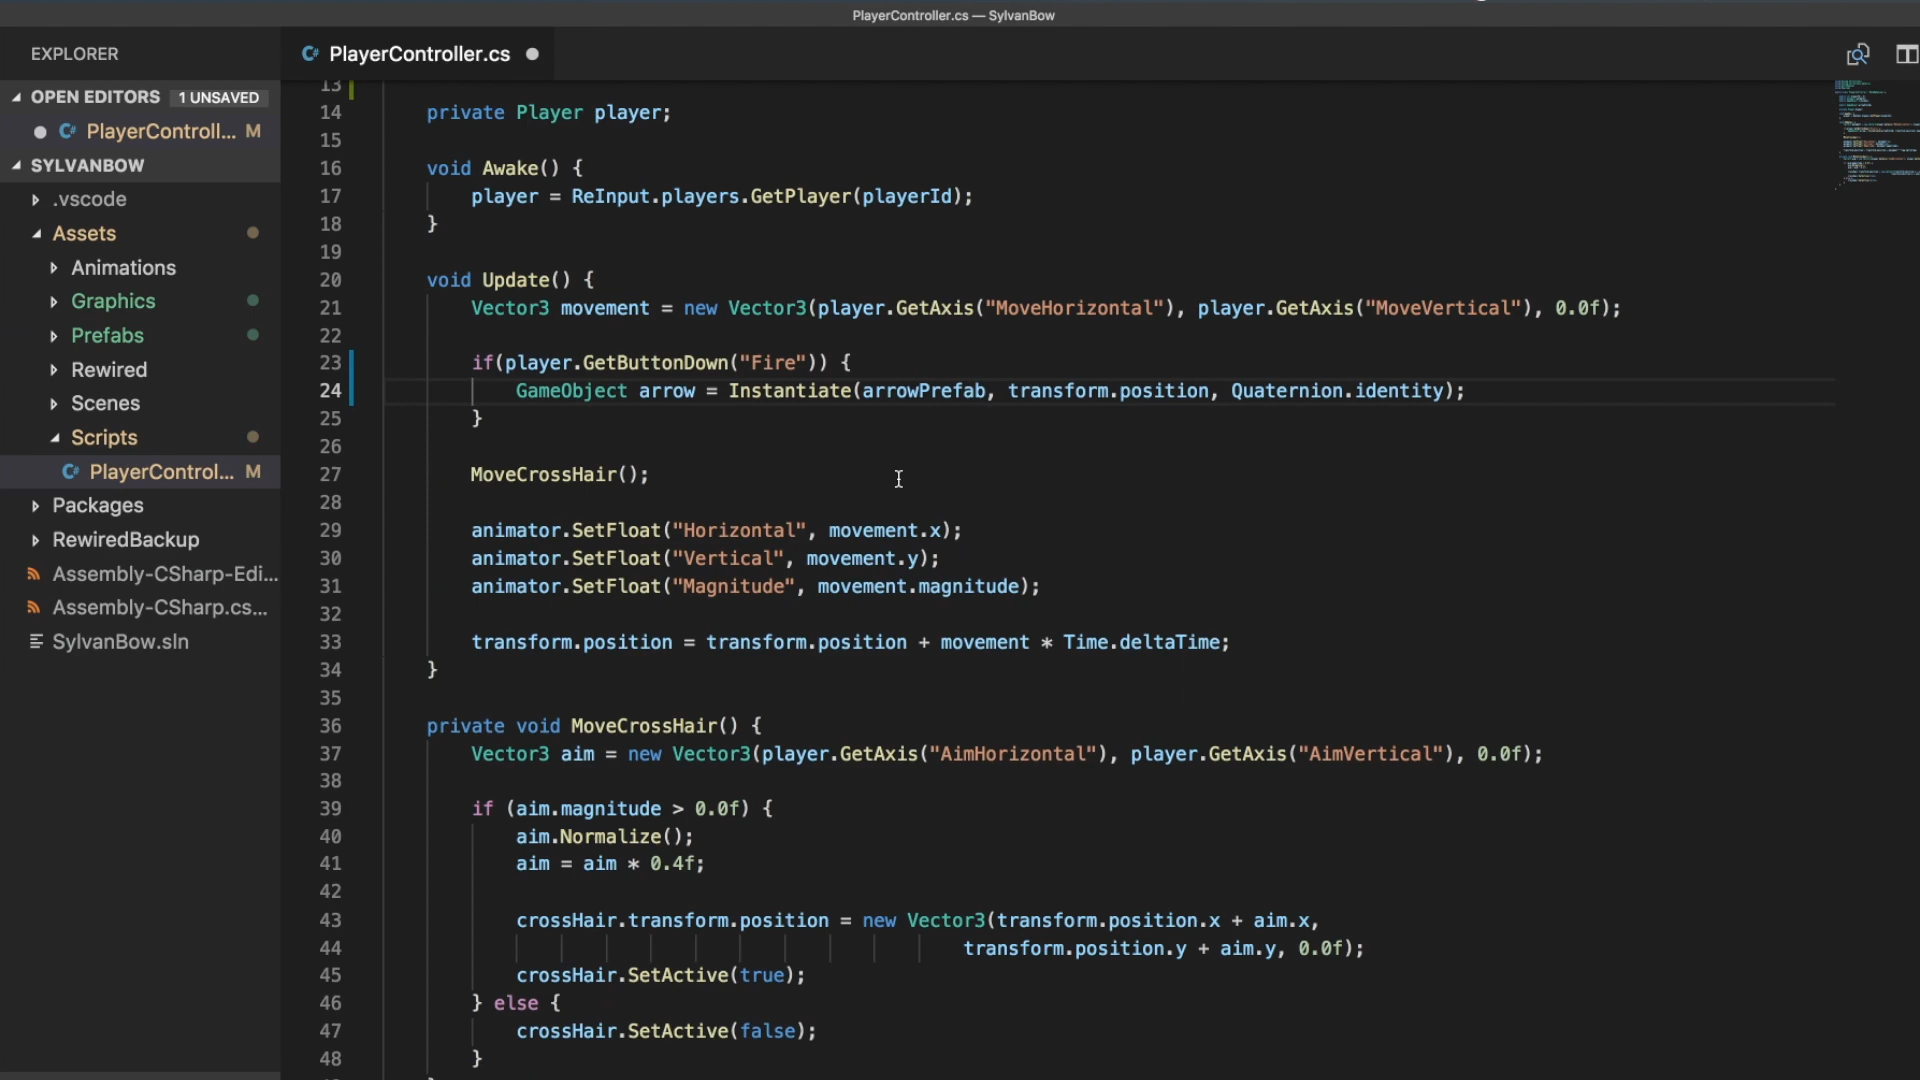 PlayerController.cs — SylvanBow
EXPLORER
OPEN EDITORS 1 UNSAVED
PlayerControll... M
SYLVANBOW
.vscode
Assets
Animations
Graphics
Prefabs
Rewired
Scenes
Scripts
PlayerControl... M
Packages
RewiredBackup
Assembly-CSharp-Edi...
Assembly-CSharp.cs...
SylvanBow.sln
PlayerController.cs
13
14 private Player player;
15
16 void Awake() {
17 player = ReInput.players.GetPlayer(playerId);
18 }
19
20 void Update() {
21 Vector3 movement = new Vector3(player.GetAxis("MoveHorizontal"), player.GetAxis("MoveVertical"), 0.0f);
22
23 if(player.GetButtonDown("Fire")) {
24 GameObject arrow = Instantiate(arrowPrefab, transform.position, Quaternion.identity);
25 }
26
27 MoveCrossHair();
28
29 animator.SetFloat("Horizontal", movement.x);
30 animator.SetFloat("Vertical", movement.y);
31 animator.SetFloat("Magnitude", movement.magnitude);
32
33 transform.position = transform.position + movement * Time.deltaTime;
34 }
35
36 private void MoveCrossHair() {
37 Vector3 aim = new Vector3(player.GetAxis("AimHorizontal"), player.GetAxis("AimVertical"), 0.0f);
38
39 if (aim.magnitude > 0.0f) {
40 aim.Normalize();
41 aim = aim * 0.4f;
42
43 crossHair.transform.position = new Vector3(transform.position.x + aim.x,
44 transform.position.y + aim.y, 0.0f);
45 crossHair.SetActive(true);
46 } else {
47 crossHair.SetActive(false);
48 }